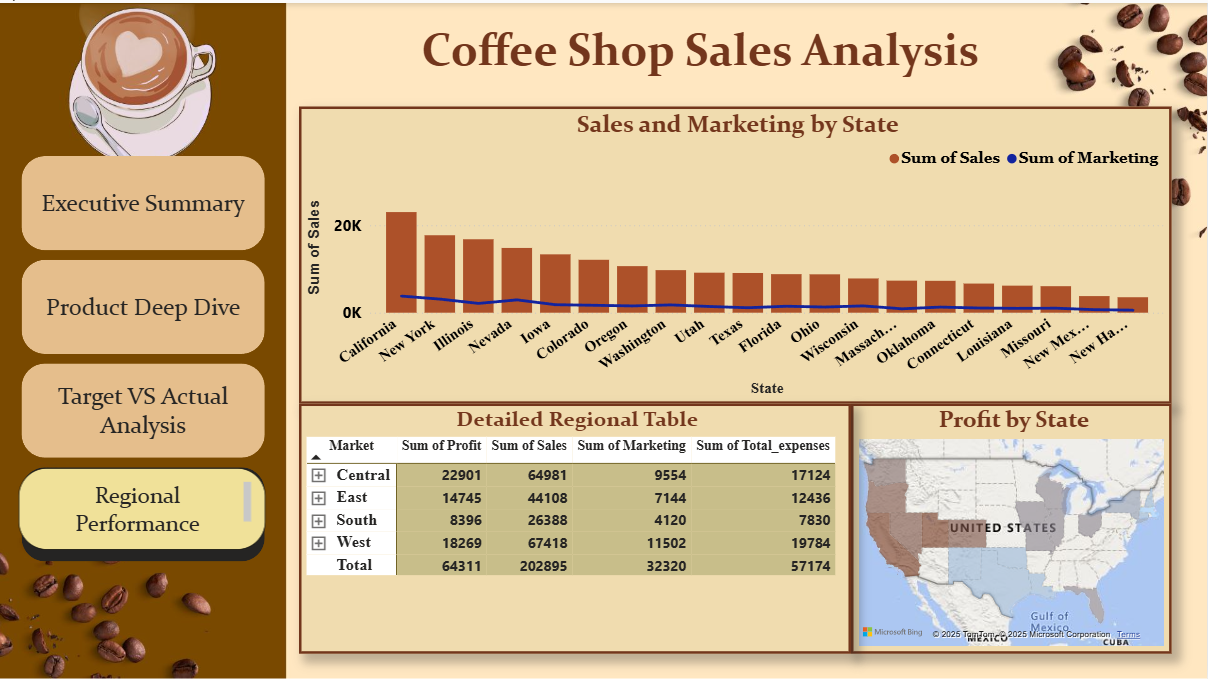 Coffee Shop Sales Analysis
Executive Summary
Product Deep Dive
Target VS Actual
Analysis
Regional
Performance
Sales and Marketing by State
Sum of Sales Sum of Marketing
Sum of Sales
20K
0K
California
New York
Illinois
Nevada
Iowa
Colorado
Oregon
Washington
Utah
Texas
Florida
Ohio
Wisconsin
Massach...
Oklahoma
Connecticut
Louisiana
Missouri
New Mex...
New Ha...
State
Detailed Regional Table
Market Sum of Profit Sum of Sales Sum of Marketing Sum of Total_expenses
Central 22901 64981 9554 17124
East 14745 44108 7144 12436
South 8396 26388 4120 7830
West 18269 67418 11502 19784
Total 64311 202895 32320 57174
Profit by State
UNITED STATES
Gulf of
Mexico
MEXICO
CUBA
Microsoft Bing
© 2025 TomTom, © 2025 Microsoft Corporation Terms